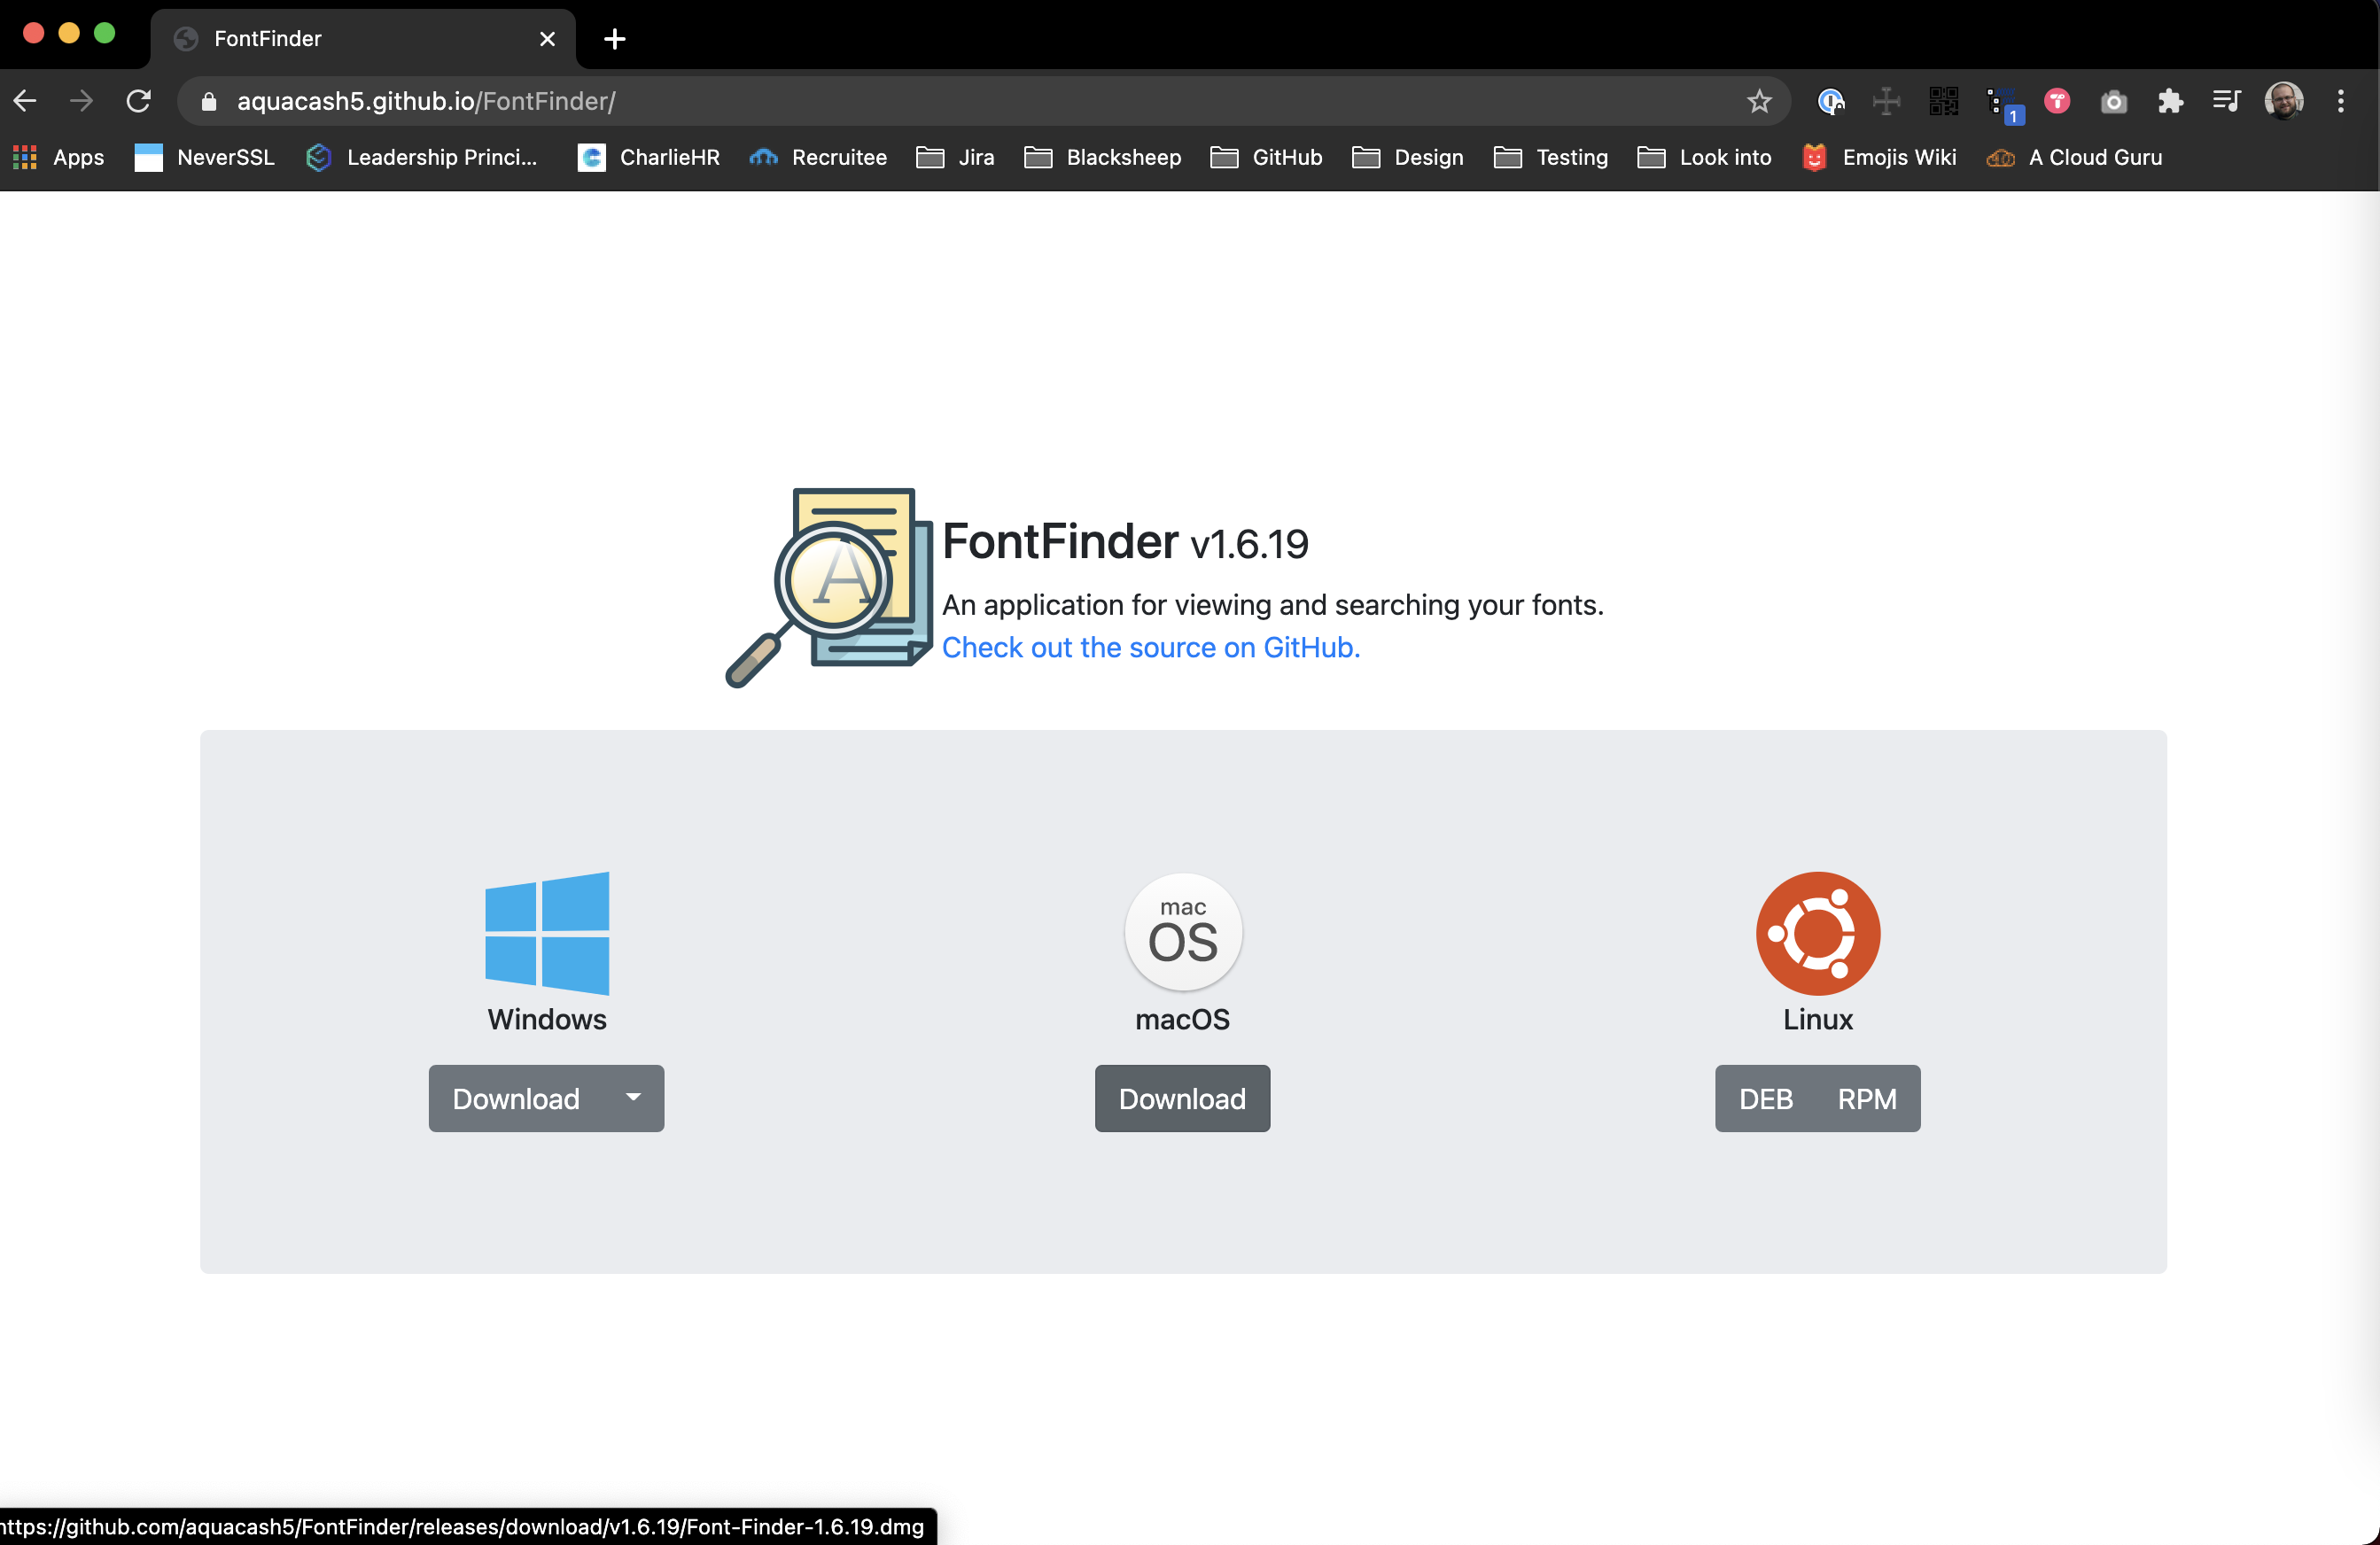 FontFinder
aquacash5.github.io/FontFinder/
1
Apps NeverSSL Leadership Princi... CharlieHR Recruitee Jira Blacksheep GitHub Design Testing Look into Emojis Wiki A Cloud Guru
A
FontFinder v1.6.19
An application for viewing and searching your fonts.
Check out the source on GitHub.
mac
OS
Windows macOS Linux
Download Download DEB RPM
https://github.com/aquacash5/FontFinder/releases/download/v1.6.19/Font-Finder-1.6.19.dmg